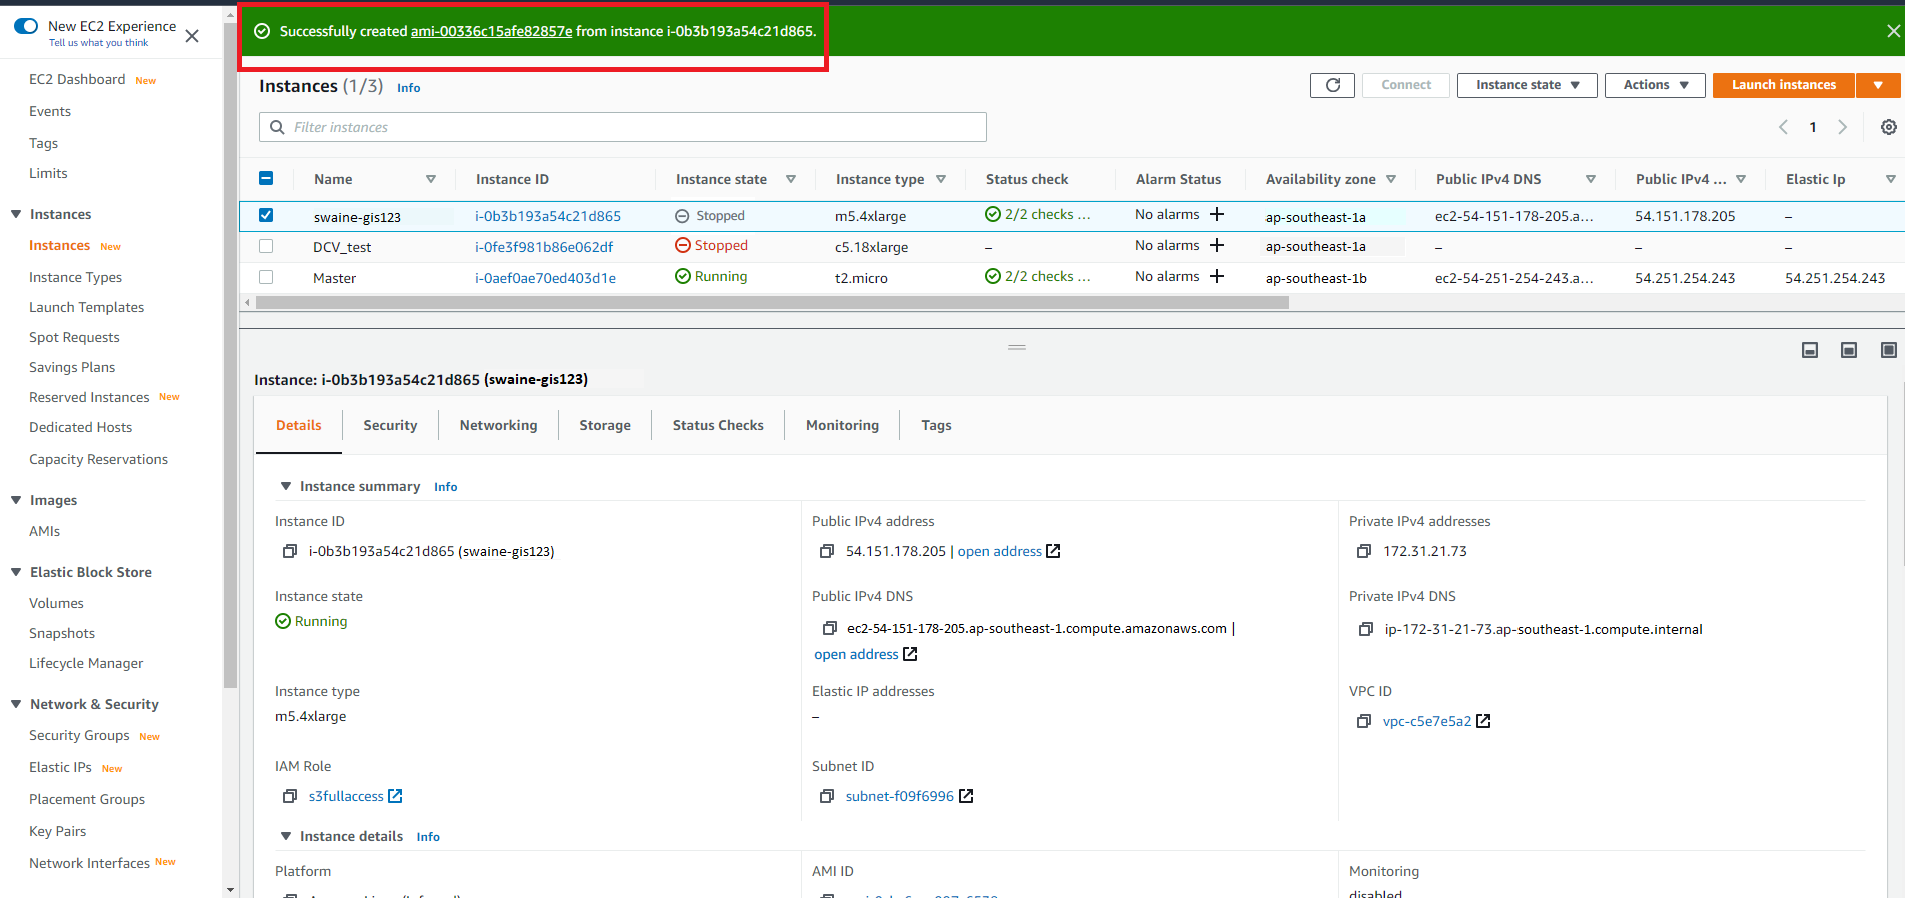 New EC2 Experience
Tell us what you think
EC2 Dashboard New
Events
Tags
Limits
Instances
Instances New
Instance Types
Launch Templates
Spot Requests
Savings Plans
Reserved Instances New
Dedicated Hosts
Capacity Reservations
Images
AMIs
Elastic Block Store
Volumes
Snapshots
Lifecycle Manager
Network & Security
Security Groups New
Elastic IPs New
Placement Groups
Key Pairs
Network Interfaces New
Successfully created ami-00336c15afe82857e from instance i-0b3b193a54c21d865.
Instances (1/3) Info
Connect Instance state Actions Launch instances
Filter instances
1
Name Instance ID Instance state Instance type Status check Alarm Status Availability zone Public IPv4 DNS Public IPv4 ... Elastic Ip
swaine-gis123 i-0b3b193a54c21d865 Stopped m5.4xlarge 2/2 checks ... No alarms + ap-southeast-1a ec2-54-151-178-205.a... 54.151.178.205 –
DCV_test i-0fe3f981b86e062df Stopped c5.18xlarge – No alarms + ap-southeast-1a – – –
Master i-0aef0ae70ed403d1e Running t2.micro 2/2 checks ... No alarms + ap-southeast-1b ec2-54-251-254-243.a... 54.251.254.243 54.251.254.243
Instance: i-0b3b193a54c21d865 (swaine-gis123)
Details Security Networking Storage Status Checks Monitoring Tags
Instance summary Info
Instance ID
i-0b3b193a54c21d865 (swaine-gis123)
Public IPv4 address
54.151.178.205 | open address
Private IPv4 addresses
172.31.21.73
Instance state
Running
Public IPv4 DNS
ec2-54-151-178-205.ap-southeast-1.compute.amazonaws.com |
open address
Private IPv4 DNS
ip-172-31-21-73.ap-southeast-1.compute.internal
Instance type
m5.4xlarge
Elastic IP addresses
–
VPC ID
vpc-c5e7e5a2
IAM Role
s3fullaccess
Subnet ID
subnet-f09f6996
Instance details Info
Platform
AMI ID
Monitoring
disabled